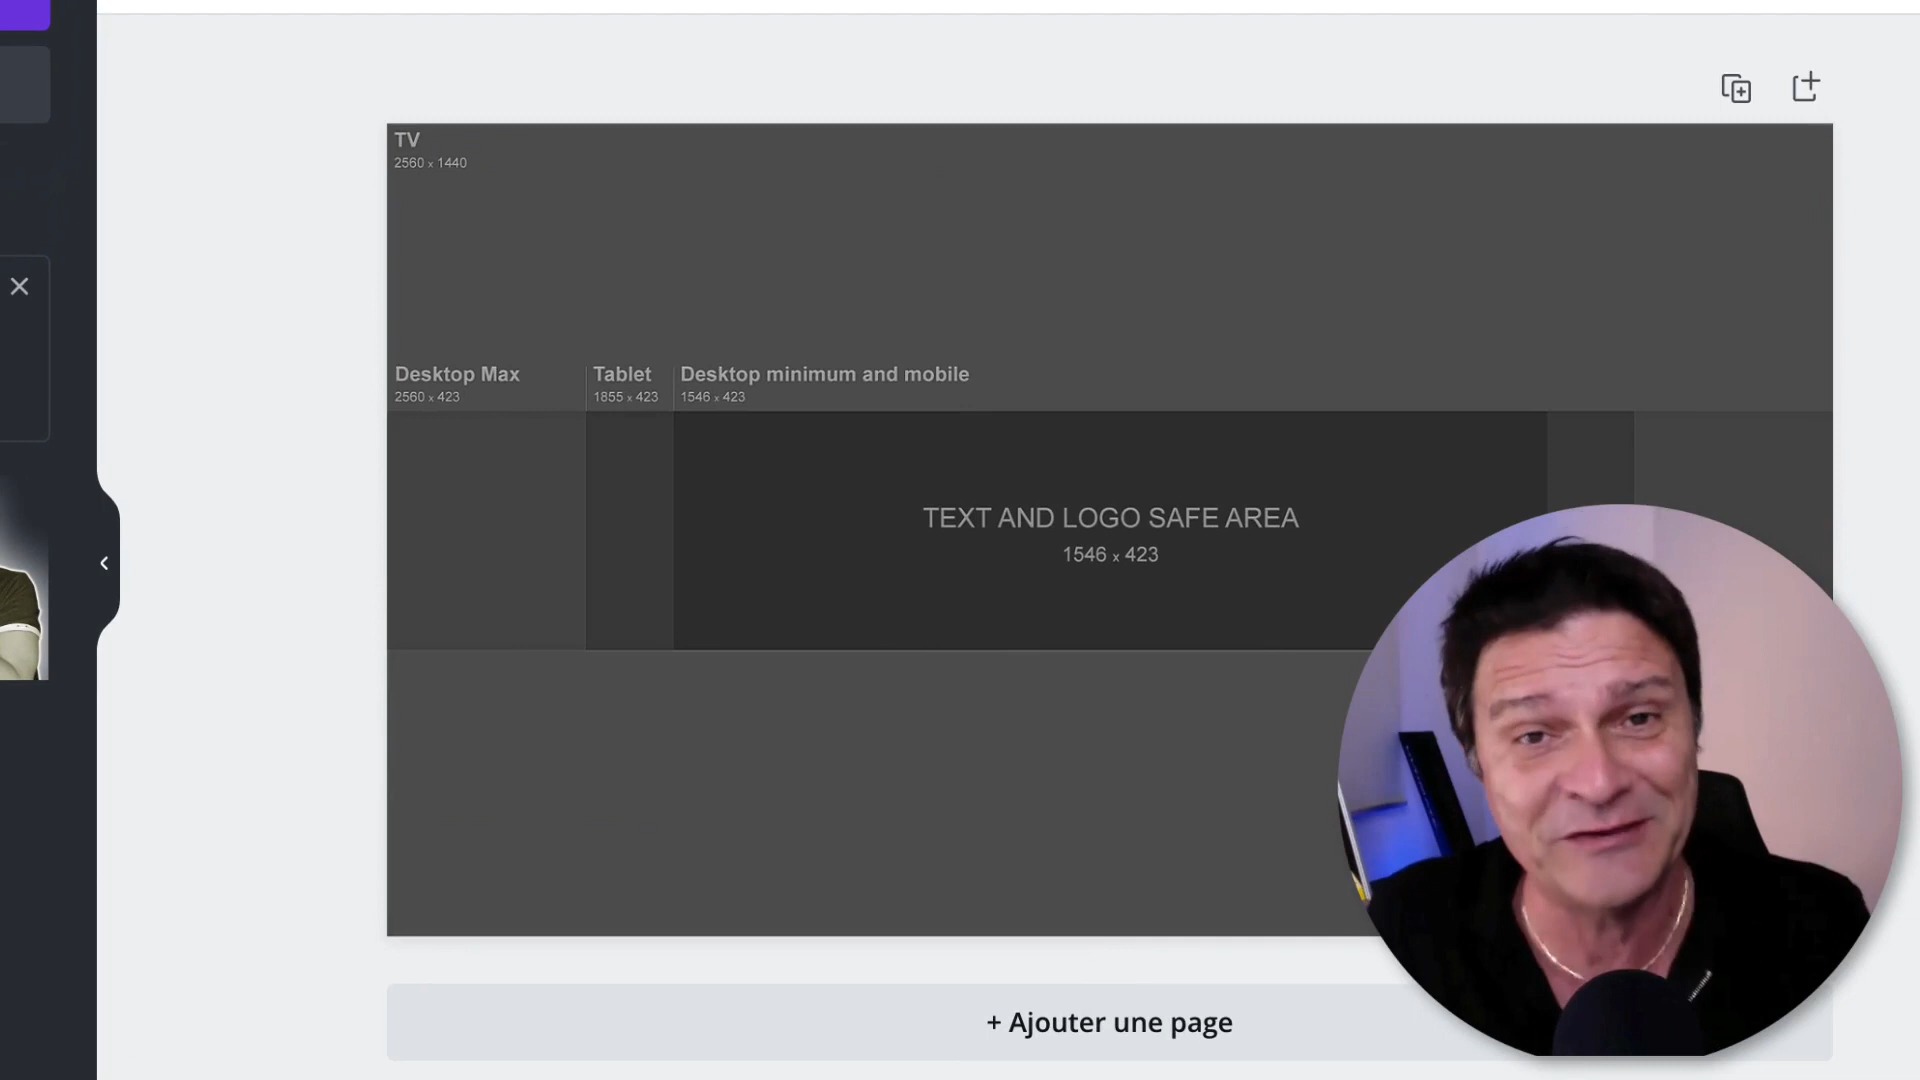 TV
2560 x 1440
Desktop Max
2560 x 423
Tablet
1855 x 423
Desktop minimum and mobile
1546 x 423
TEXT AND LOGO SAFE AREA
1546 x 423
+ Ajouter une page